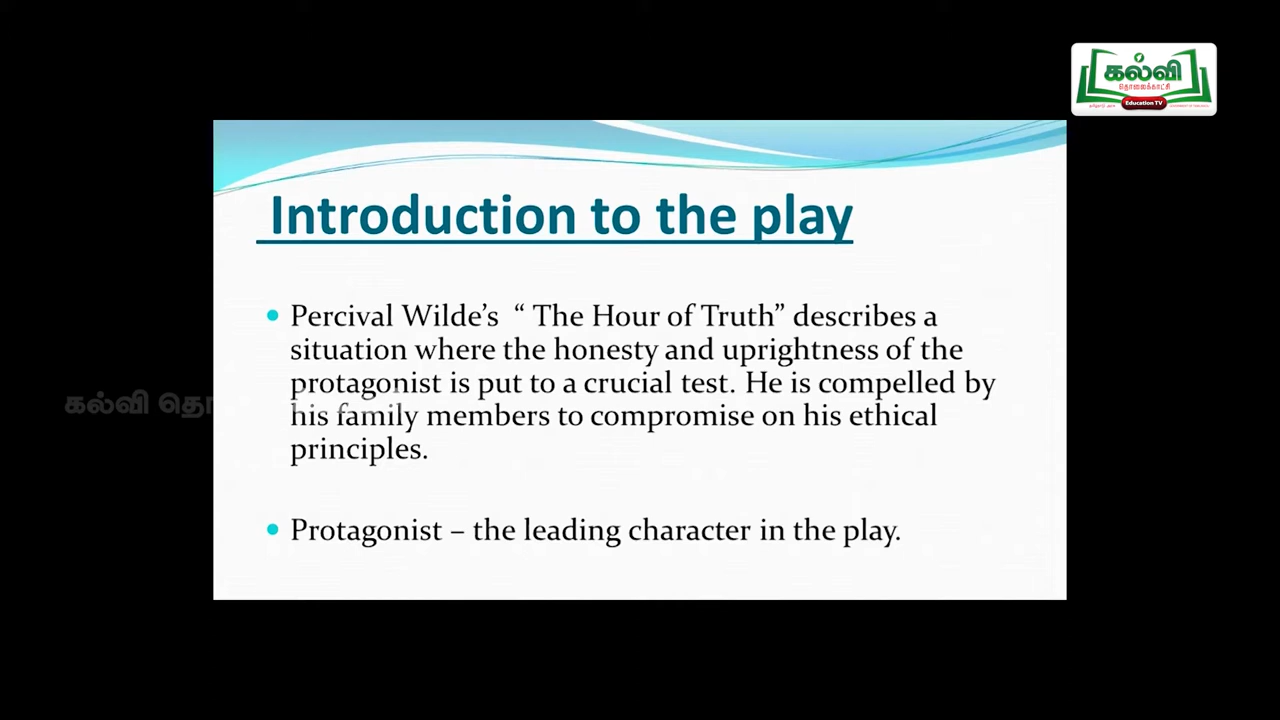 கல்வி
தொலைக்காட்சி
Education TV
Introduction to the play
Percival Wilde’s “ The Hour of Truth” describes a
situation where the honesty and uprightness of the
protagonist is put to a crucial test. He is compelled by
கல்வி
his family members to compromise on his ethical
principles.
Protagonist – the leading character in the play.